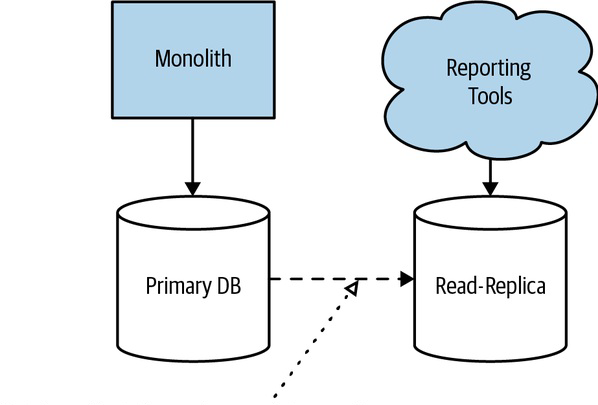 Monolith
Reporting
Tools
Primary DB
Read-Replica